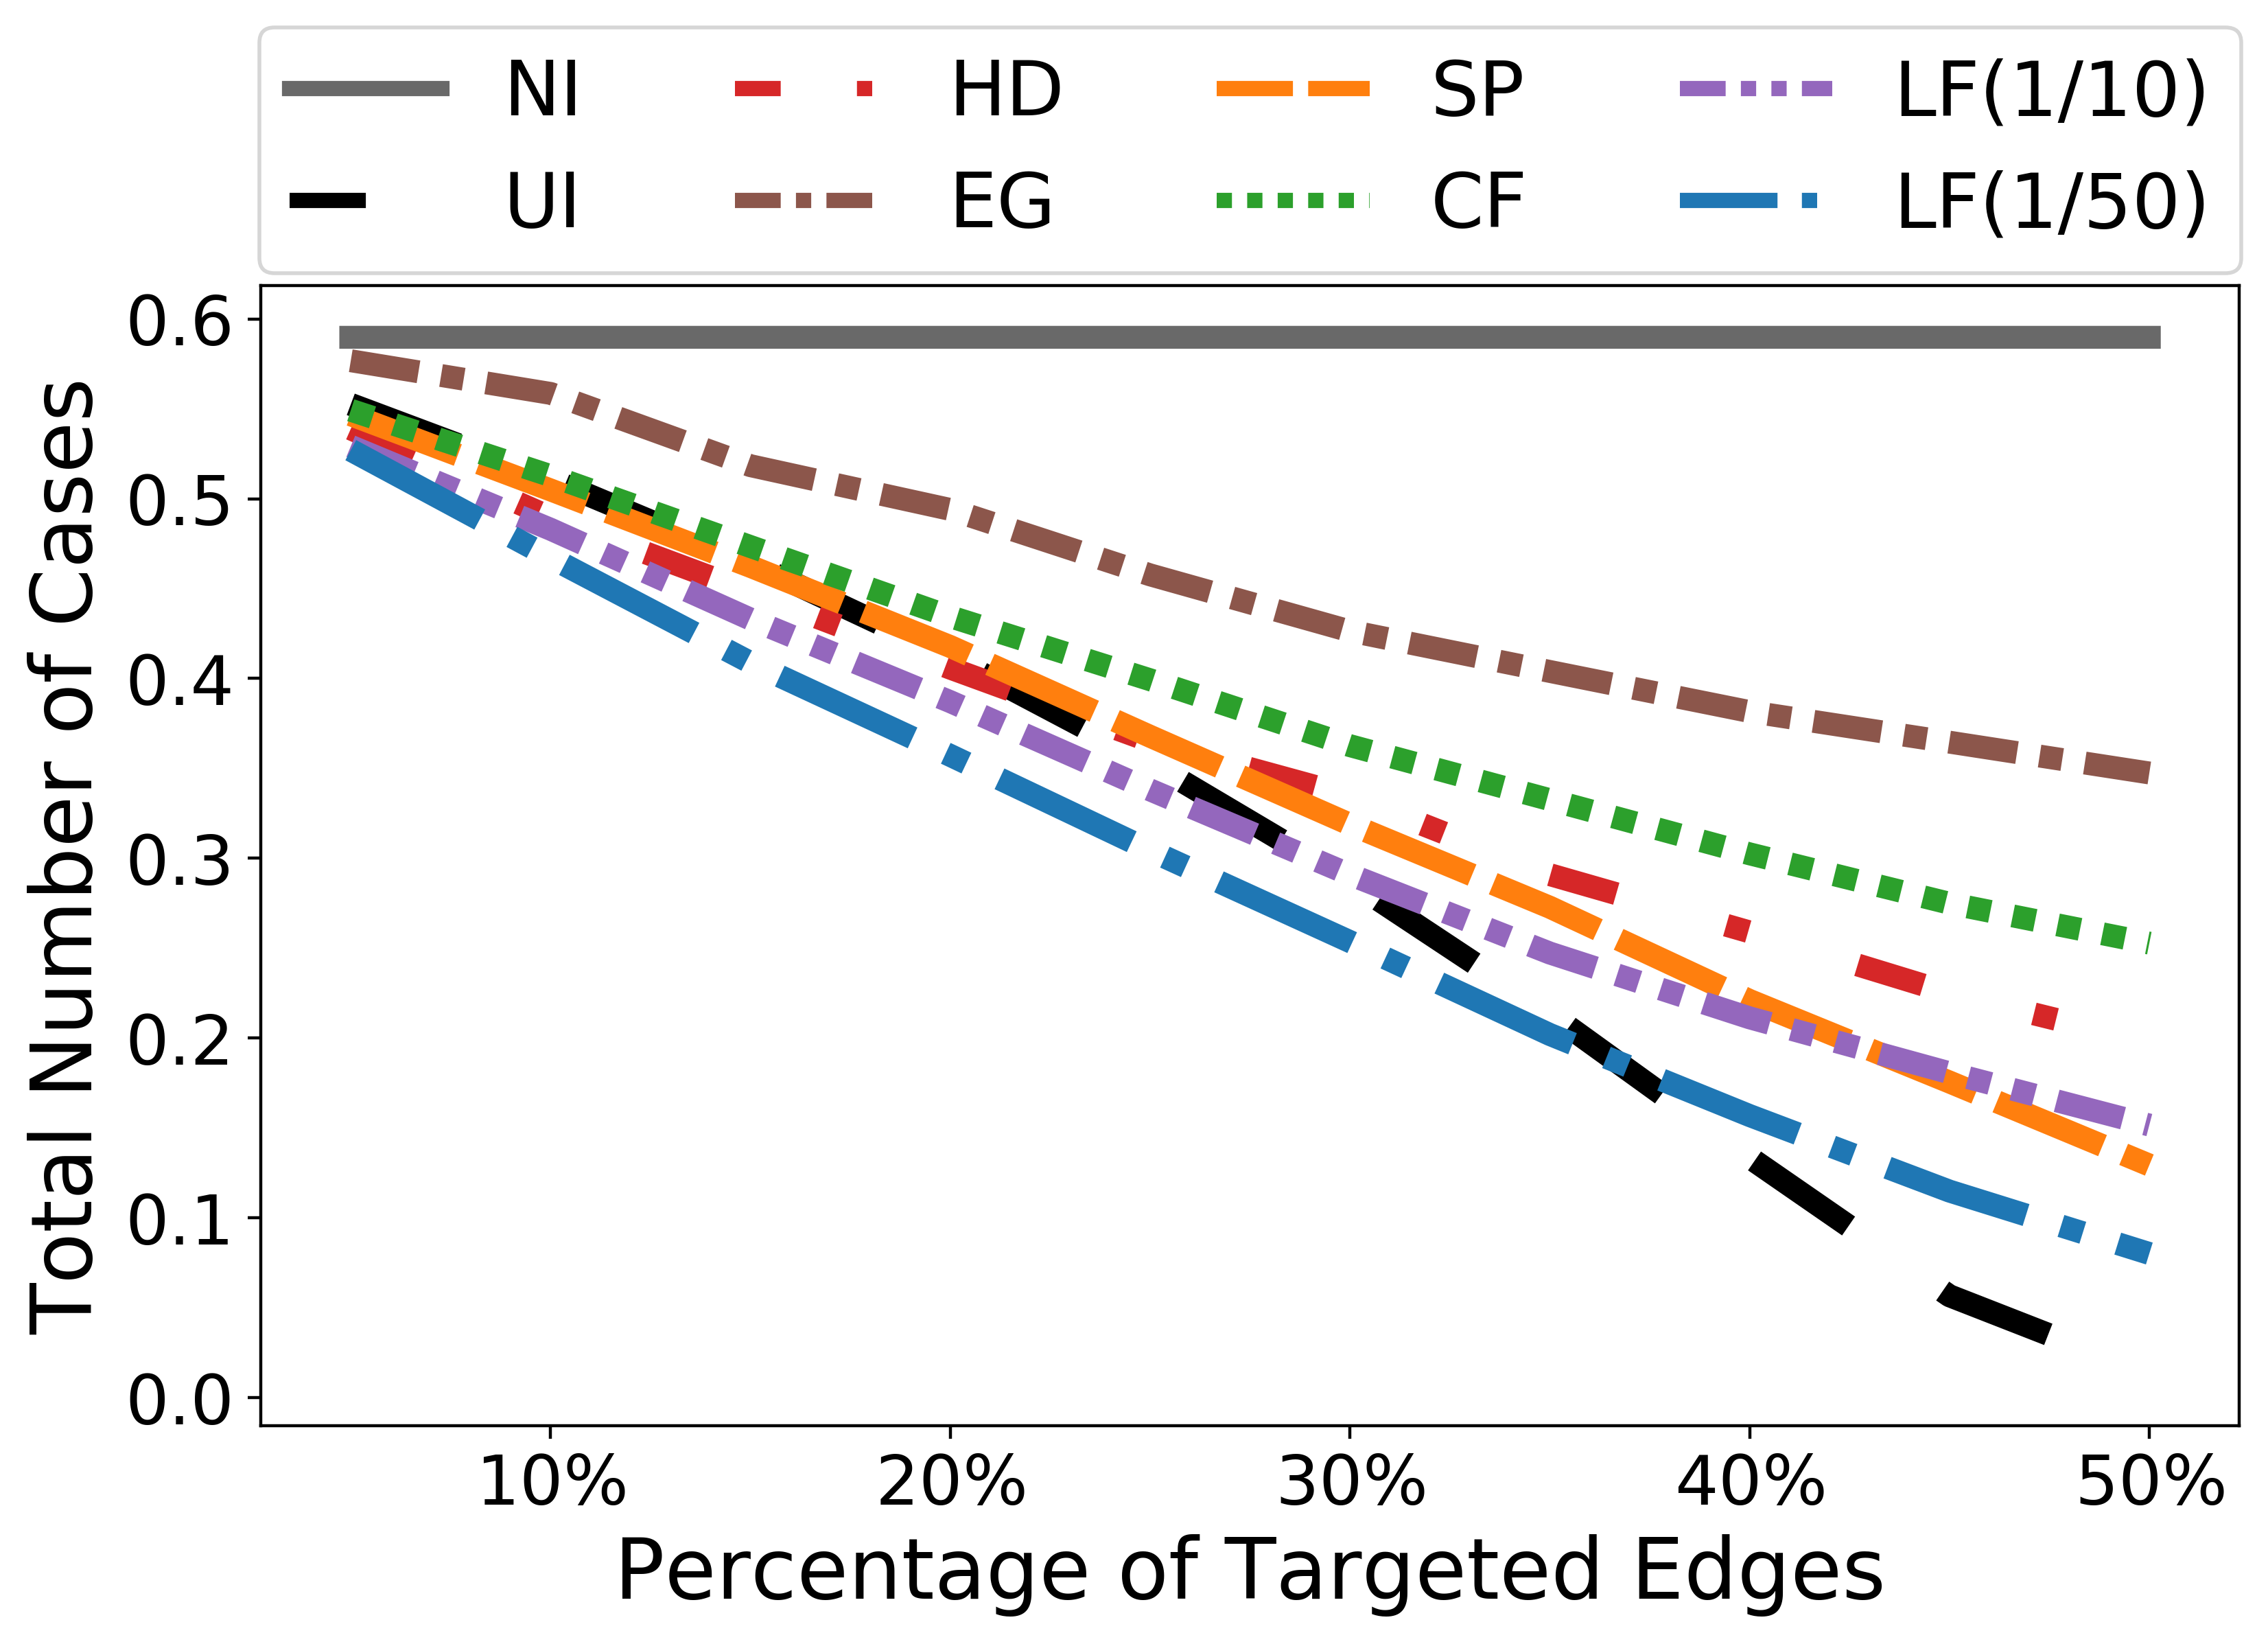 NI HD SP LF(1/10)
UI EG CF LF(1/50)
Total Number of Cases
0.6
0.5
0.4
0.3
0.2
0.1
0.0
10% 20% 30% 40% 50%
Percentage of Targeted Edges